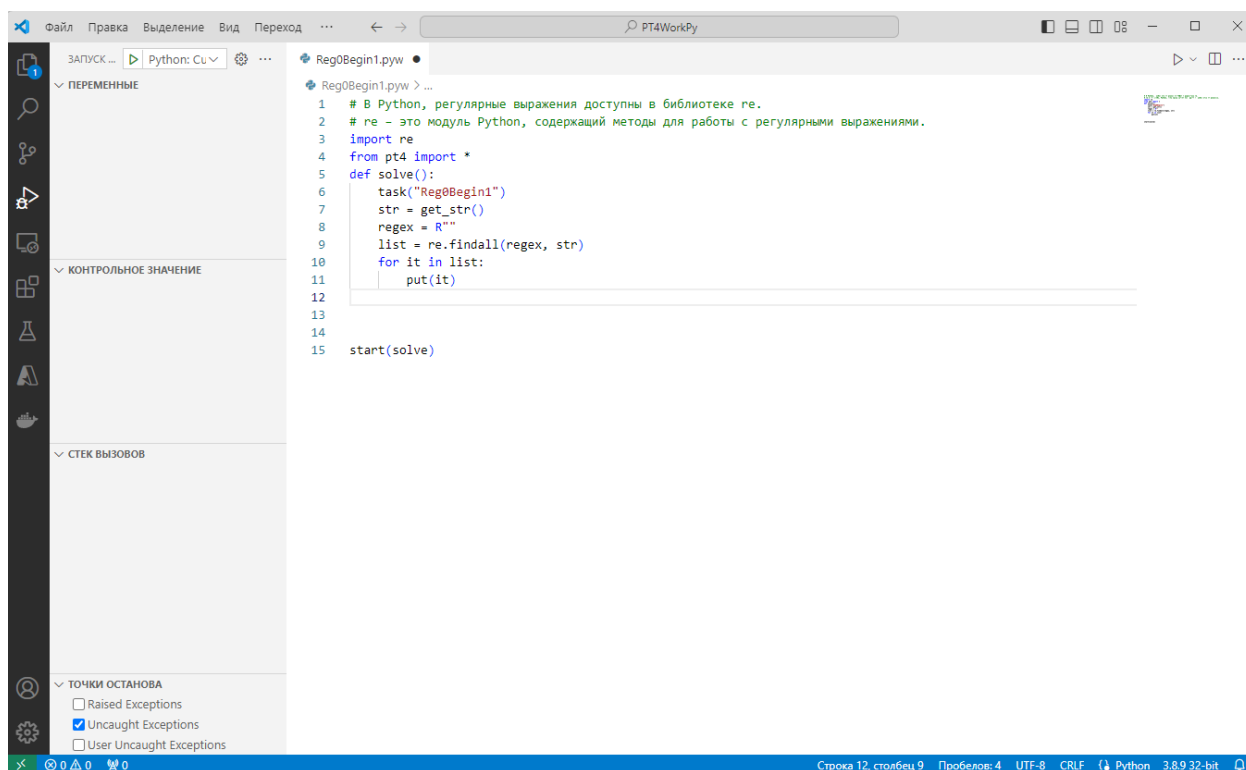 Файл Правка Выделение Вид Переход ··· ← → PT4WorkPy
ЗАПУСК ... Python: Cu ···
Reg0Begin1.pyw ●
ПЕРЕМЕННЫЕ
Reg0Begin1.pyw > ...
1 # В Python, регулярные выражения доступны в библиотеке re.
2 # re – это модуль Python, содержащий методы для работы с регулярными выражениями.
3 import re
4 from pt4 import *
5 def solve():
6     task("Reg0Begin1")
7     str = get_str()
8     regex = R""
9     list = re.findall(regex, str)
10     for it in list:
11         put(it)
12
13
14
15 start(solve)
1
КОНТРОЛЬНОЕ ЗНАЧЕНИЕ
СТЕК ВЫЗОВОВ
ТОЧКИ ОСТАНОВА
Raised Exceptions
Uncaught Exceptions
User Uncaught Exceptions
0 0 0 Строка 12, столбец 9 Пробелов: 4 UTF-8 CRLF Python 3.8.9 32-bit